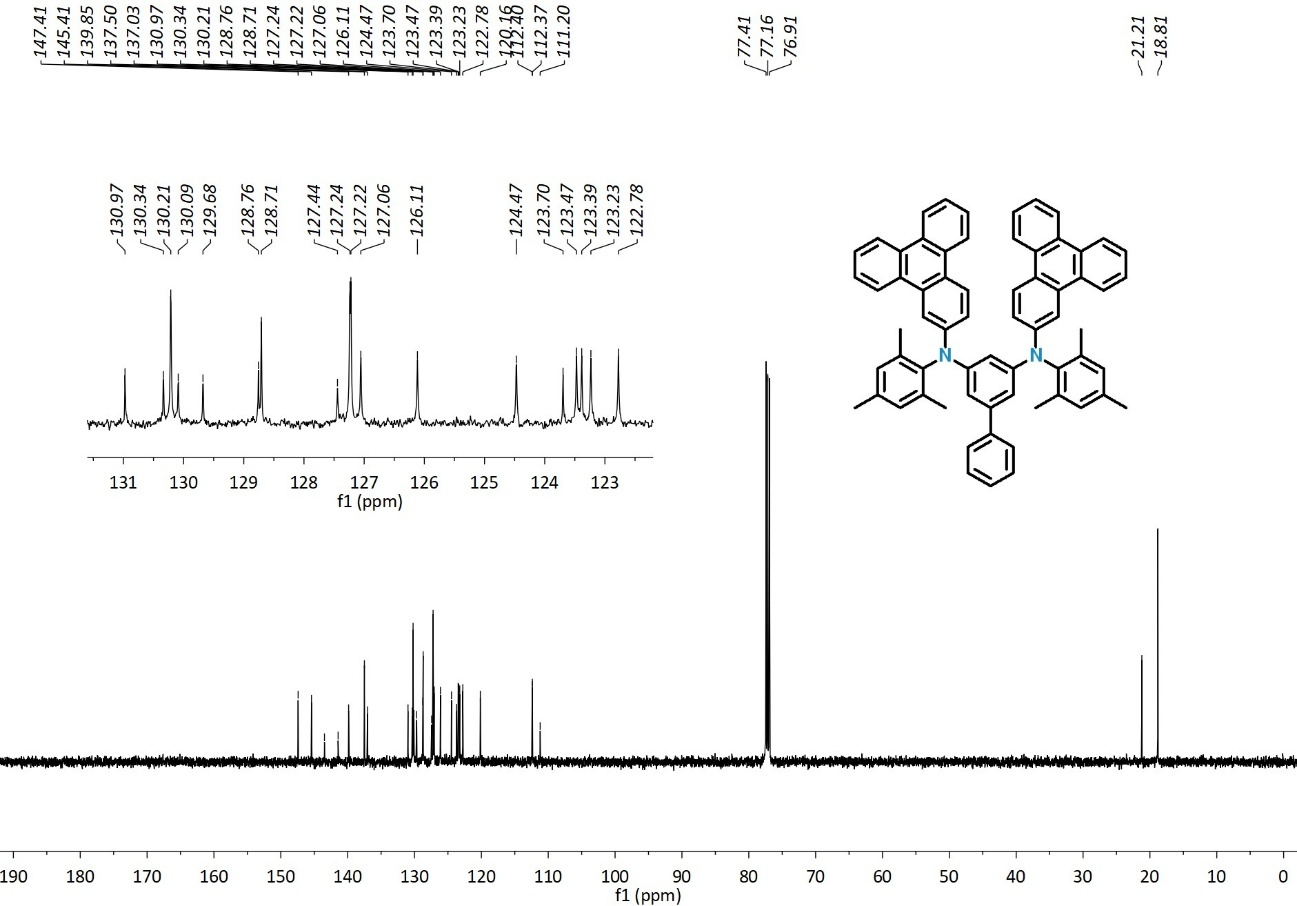 147.41 145.41 139.85 137.50 137.03 130.97 130.34 130.21 128.76 128.71 127.24 127.22 127.06 126.11 124.47 123.70 123.47 123.39 123.23 122.78 120.16 112.40 112.37 111.20 77.41 77.16 76.91 21.21 18.81
130.97 130.34 130.21 130.09 129.68 128.76 128.71 127.44 127.24 127.22 127.06 126.11 124.47 123.70 123.47 123.39 123.23 122.78
N N
131 130 129 128 127 126 125 124 123
f1 (ppm)
190 180 170 160 150 140 130 120 110 100 90 80 70 60 50 40 30 20 10 0
f1 (ppm)